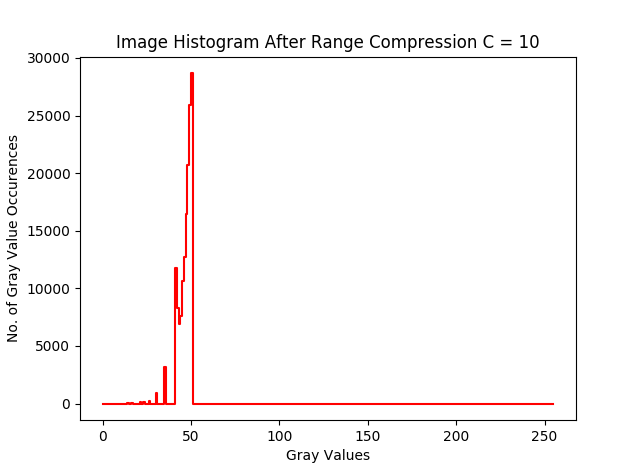 Image Histogram After Range Compression C = 10
No. of Gray Value Occurences
30000
25000
20000
15000
10000
5000
0
0 50 100 150 200 250
Gray Values